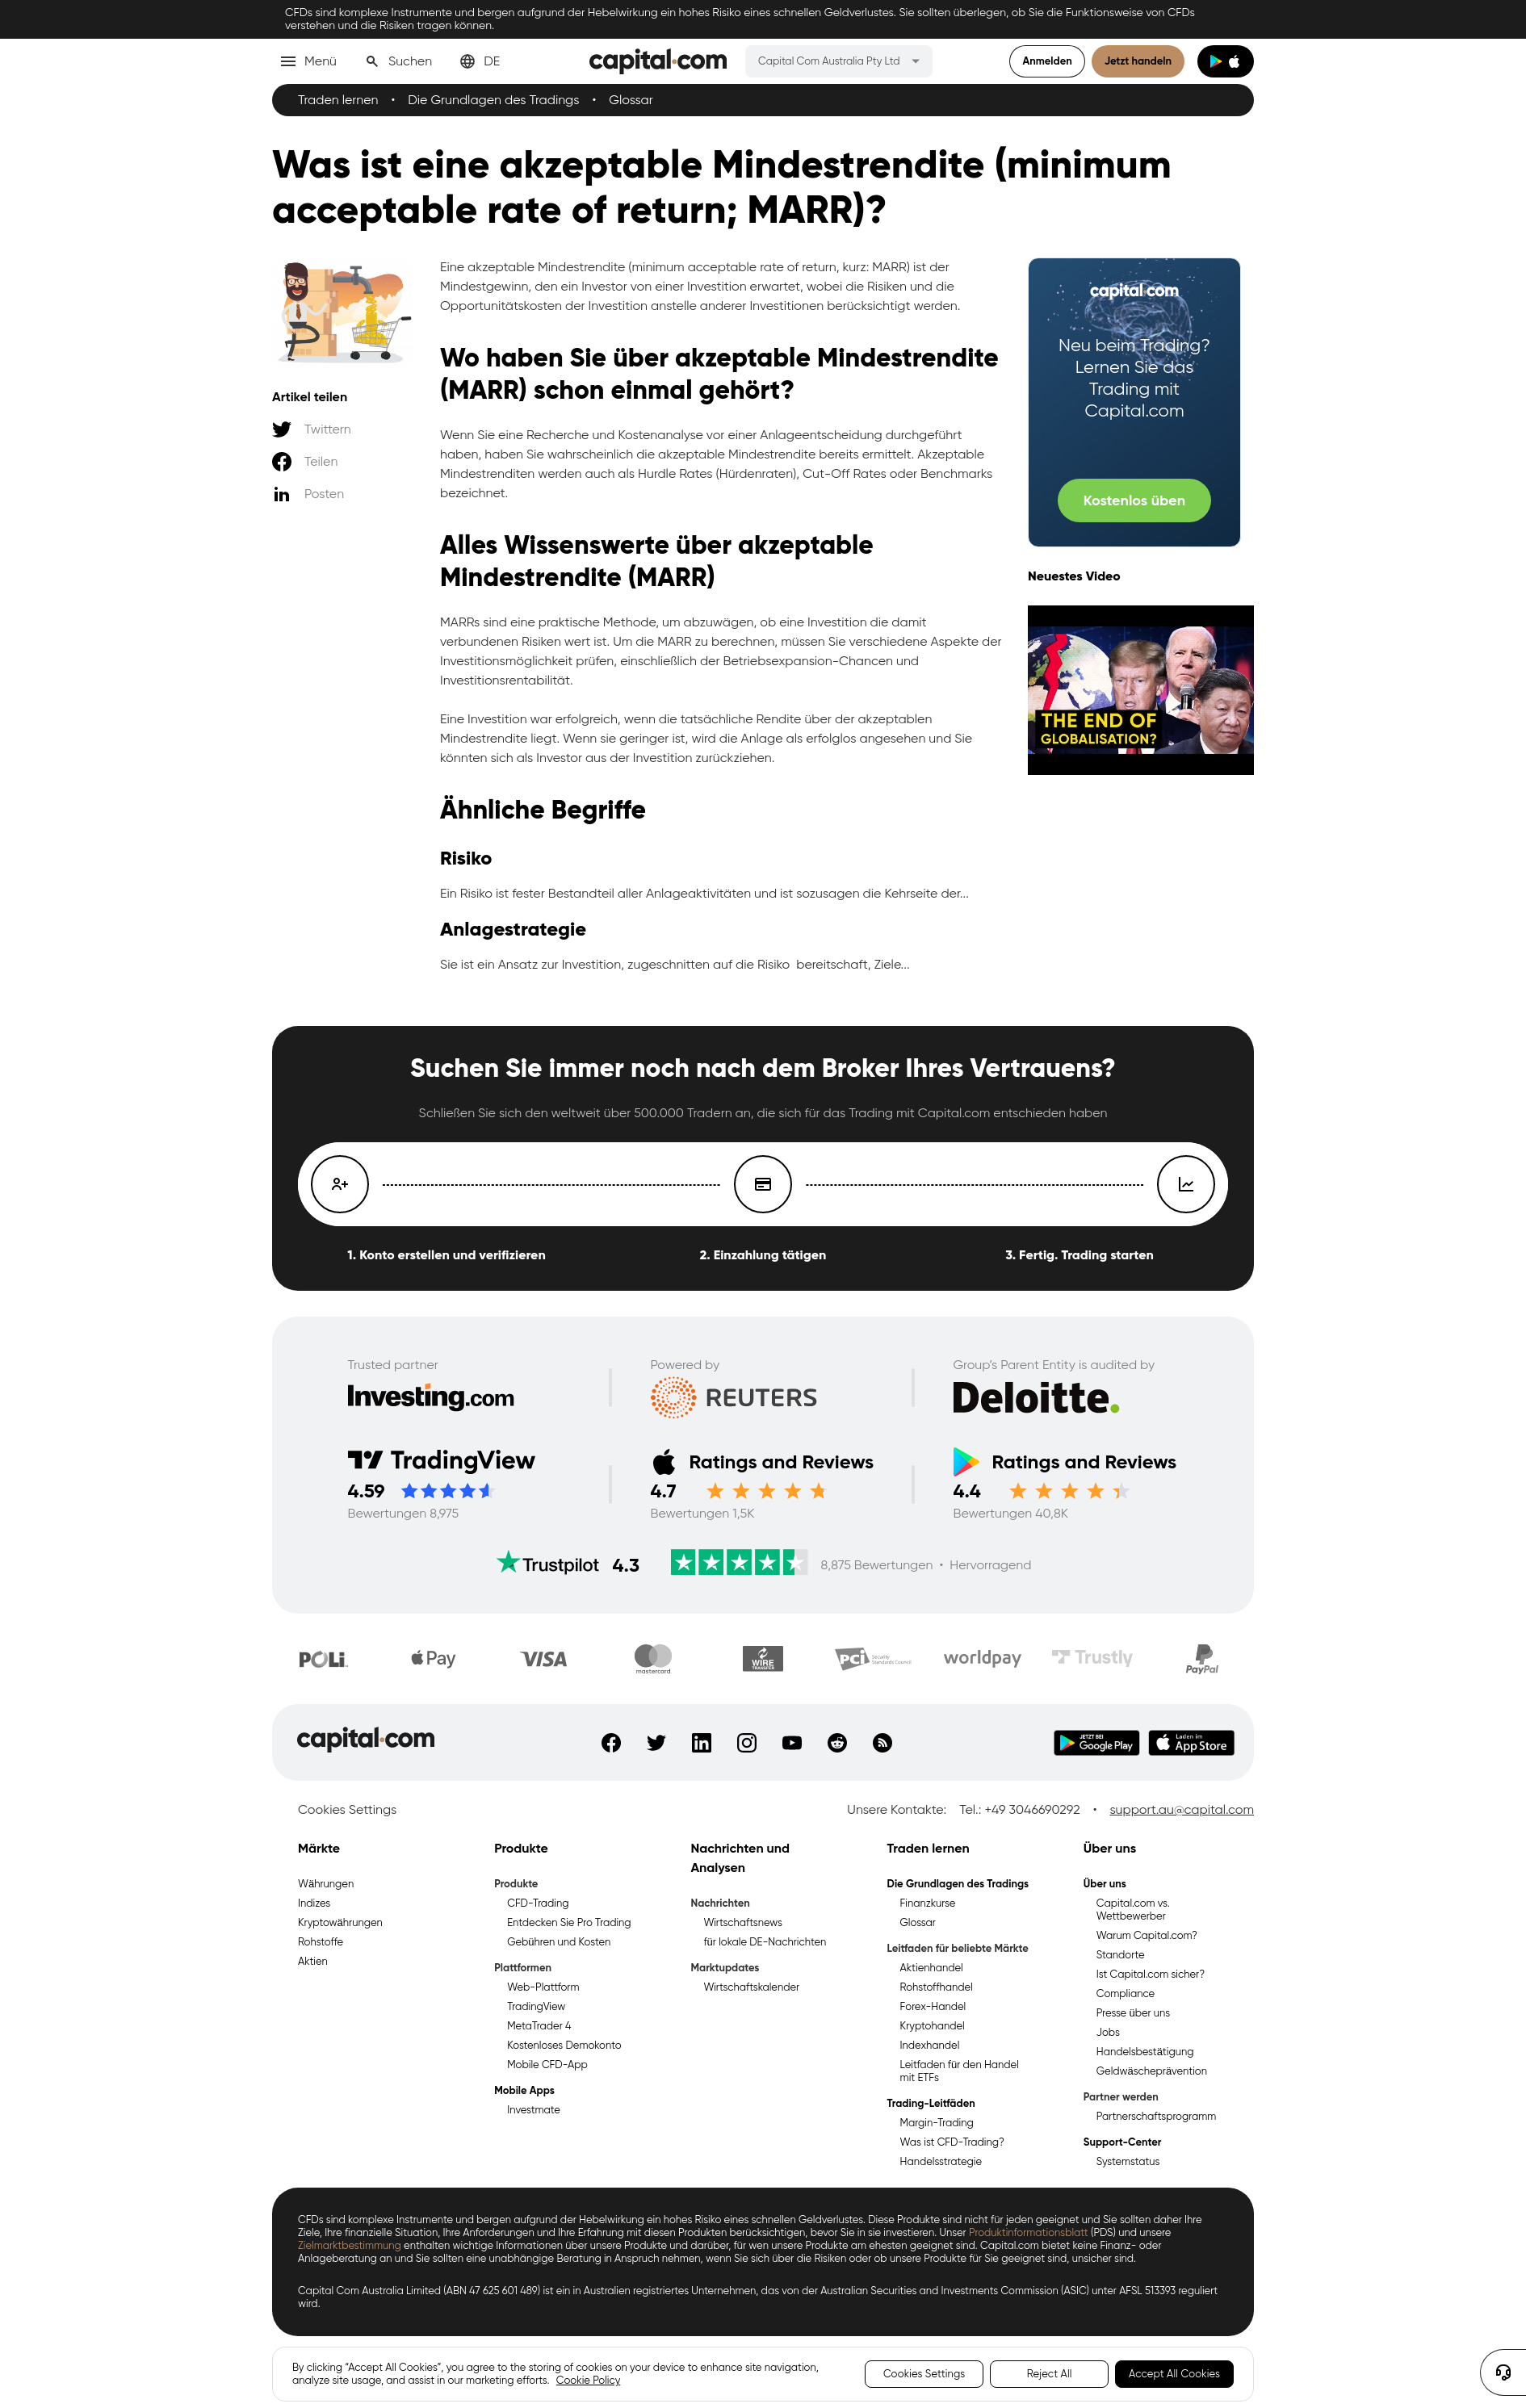 CFDs sind komplexe Instrumente und bergen aufgrund der Hebelwirkung ein hohes Risiko eines schnellen Geldverlustes. Sie sollten überlegen, ob Sie die Funktionsweise von CFDs
verstehen und die Risiken tragen können.
Menü
Suchen
DE
capital.com
Capital Com Australia Pty Ltd
Anmelden
Jetzt handeln
Traden lernen • Die Grundlagen des Tradings • Glossar
Was ist eine akzeptable Mindestrendite (minimum
acceptable rate of return; MARR)?
Artikel teilen
Twittern
Teilen
Posten
Eine akzeptable Mindestrendite (minimum acceptable rate of return, kurz: MARR) ist der
Mindestgewinn, den ein Investor von einer Investition erwartet, wobei die Risiken und die
Opportunitätskosten der Investition anstelle anderer Investitionen berücksichtigt werden.
Wo haben Sie über akzeptable Mindestrendite
(MARR) schon einmal gehört?
Wenn Sie eine Recherche und Kostenanalyse vor einer Anlageentscheidung durchgeführt
haben, haben Sie wahrscheinlich die akzeptable Mindestrendite bereits ermittelt. Akzeptable
Mindestrenditen werden auch als Hurdle Rates (Hürdenraten), Cut-Off Rates oder Benchmarks
bezeichnet.
Alles Wissenswerte über akzeptable
Mindestrendite (MARR)
MARRs sind eine praktische Methode, um abzuwägen, ob eine Investition die damit
verbundenen Risiken wert ist. Um die MARR zu berechnen, müssen Sie verschiedene Aspekte der
Investitionsmöglichkeit prüfen, einschließlich der Betriebsexpansion-Chancen und
Investitionsrentabilität.
Eine Investition war erfolgreich, wenn die tatsächliche Rendite über der akzeptablen
Mindestrendite liegt. Wenn sie geringer ist, wird die Anlage als erfolglos angesehen und Sie
könnten sich als Investor aus der Investition zurückziehen.
Ähnliche Begriffe
Risiko
Ein Risiko ist fester Bestandteil aller Anlageaktivitäten und ist sozusagen die Kehrseite der...
Anlagestrategie
Sie ist ein Ansatz zur Investition, zugeschnitten auf die Risiko bereitschaft, Ziele...
capital.com
Neu beim Trading?
Lernen Sie das
Trading mit
Capital.com
Kostenlos üben
Neuestes Video
THE END OF
GLOBALISATION?
Suchen Sie immer noch nach dem Broker Ihres Vertrauens?
Schließen Sie sich den weltweit über 500.000 Tradern an, die sich für das Trading mit Capital.com entschieden haben
1. Konto erstellen und verifizieren
2. Einzahlung tätigen
3. Fertig. Trading starten
Trusted partner
Investing.com
Powered by
REUTERS
Group's Parent Entity is audited by
Deloitte.
TradingView
4.59
Bewertungen 8,975
Ratings and Reviews
4.7
Bewertungen 1,5K
Ratings and Reviews
4.4
Bewertungen 40,8K
Trustpilot 4.3
8,875 Bewertungen • Hervorragend
POLi
Pay
VISA
mastercard
WIRE
TRANSFER
PCI Security
Standards Council
worldpay
Trustly
PayPal
capital.com
JETZT BEI
Google Play
Laden im
App Store
Cookies Settings
Unsere Kontakte: Tel.: +49 3046690292 • support.au@capital.com
Märkte
Währungen
Indizes
Kryptowährungen
Rohstoffe
Aktien
Produkte
Produkte
CFD-Trading
Entdecken Sie Pro Trading
Gebühren und Kosten
Plattformen
Web-Plattform
TradingView
MetaTrader 4
Kostenloses Demokonto
Mobile CFD-App
Mobile Apps
Investmate
Nachrichten und
Analysen
Nachrichten
Wirtschaftsnews
für lokale DE-Nachrichten
Marktupdates
Wirtschaftskalender
Traden lernen
Die Grundlagen des Tradings
Finanzkurse
Glossar
Leitfaden für beliebte Märkte
Aktienhandel
Rohstoffhandel
Forex-Handel
Kryptohandel
Indexhandel
Leitfaden für den Handel
mit ETFs
Trading-Leitfäden
Margin-Trading
Was ist CFD-Trading?
Handelsstrategie
Über uns
Über uns
Capital.com vs.
Wettbewerber
Warum Capital.com?
Standorte
Ist Capital.com sicher?
Compliance
Presse über uns
Jobs
Handelsbestätigung
Geldwäscheprävention
Partner werden
Partnerschaftsprogramm
Support-Center
Systemstatus
CFDs sind komplexe Instrumente und bergen aufgrund der Hebelwirkung ein hohes Risiko eines schnellen Geldverlustes. Diese Produkte sind nicht für jeden geeignet und Sie sollten daher Ihre
Ziele, Ihre finanzielle Situation, Ihre Anforderungen und Ihre Erfahrung mit diesen Produkten berücksichtigen, bevor Sie in sie investieren. Unser Produktinformationsblatt (PDS) und unsere
Zielmarktbestimmung enthalten wichtige Informationen über unsere Produkte und darüber, für wen unsere Produkte am ehesten geeignet sind. Capital.com bietet keine Finanz- oder
Anlageberatung an und Sie sollten eine unabhängige Beratung in Anspruch nehmen, wenn Sie sich über die Risiken oder ob unsere Produkte für Sie geeignet sind, unsicher sind.
Capital Com Australia Limited (ABN 47 625 601 489) ist ein in Australien registriertes Unternehmen, das von der Australian Securities and Investments Commission (ASIC) unter AFSL 513393 reguliert
wird.
By clicking "Accept All Cookies", you agree to the storing of cookies on your device to enhance site navigation,
analyze site usage, and assist in our marketing efforts. Cookie Policy
Cookies Settings
Reject All
Accept All Cookies